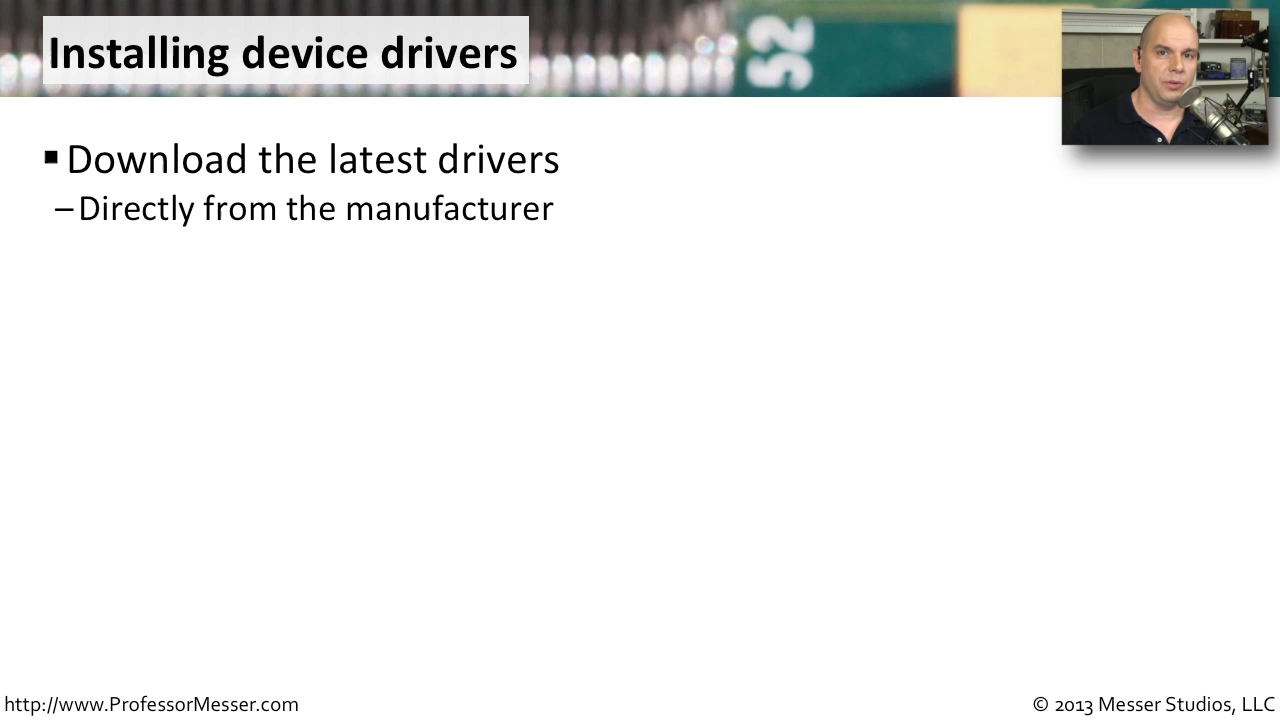 Installing device drivers
52
▪ Download the latest drivers
– Directly from the manufacturer
http://www.ProfessorMesser.com
© 2013 Messer Studios, LLC